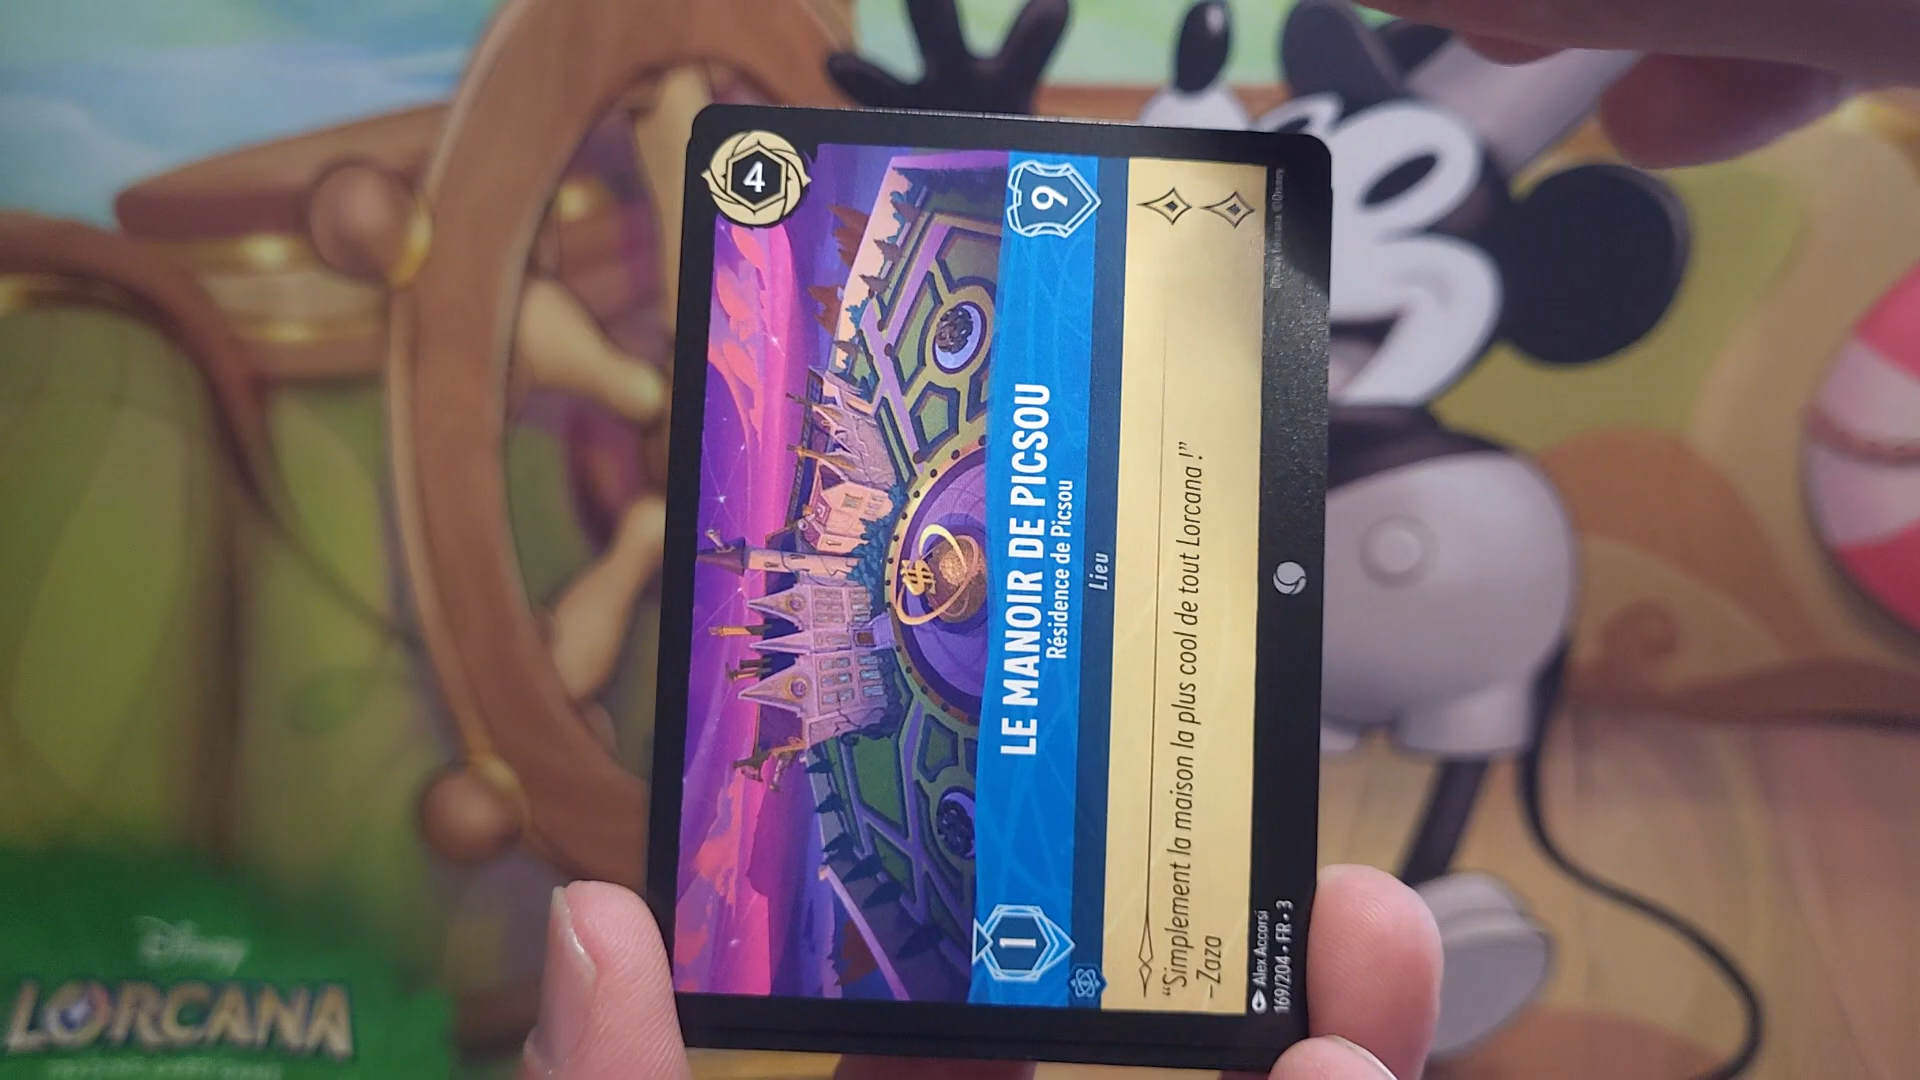 4
LE MANOIR DE PICSOU
Résidence de Picsou
1
9
Lieu
“Simplement la maison la plus cool de tout Lorcana !”
–Zaza
Alex Accorsi
169/204 • FR • 3
©Disney
Disney
LORCANA